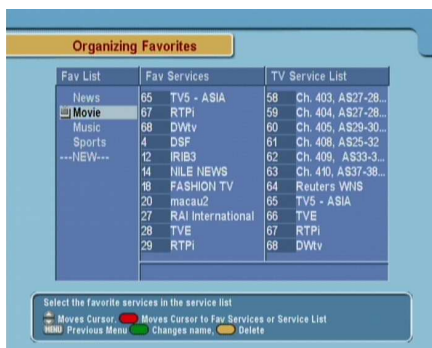 Organizing Favorites
Fav List
Fav Services
TV Service List
News
Movie
Music
Sports
---NEW---
65 TV5 - ASIA
67 RTPi
68 DWtv
4 DSF
12 IRIB3
14 NILE NEWS
18 FASHION TV
20 macau2
27 RAI International
28 TVE
29 RTPi
58 Ch. 403, AS27-28...
59 Ch. 404, AS27-28...
60 Ch. 405, AS29-30...
61 Ch. 408, AS25-32
62 Ch. 409, AS33-3...
63 Ch. 410, AS37-38...
64 Reuters WNS
65 TV5 - ASIA
66 TVE
67 RTPi
68 DWtv
Select the favorite services in the service list
Moves Cursor, Moves Cursor to Fav Services or Service List
MENU Previous Menu Changes name, Delete